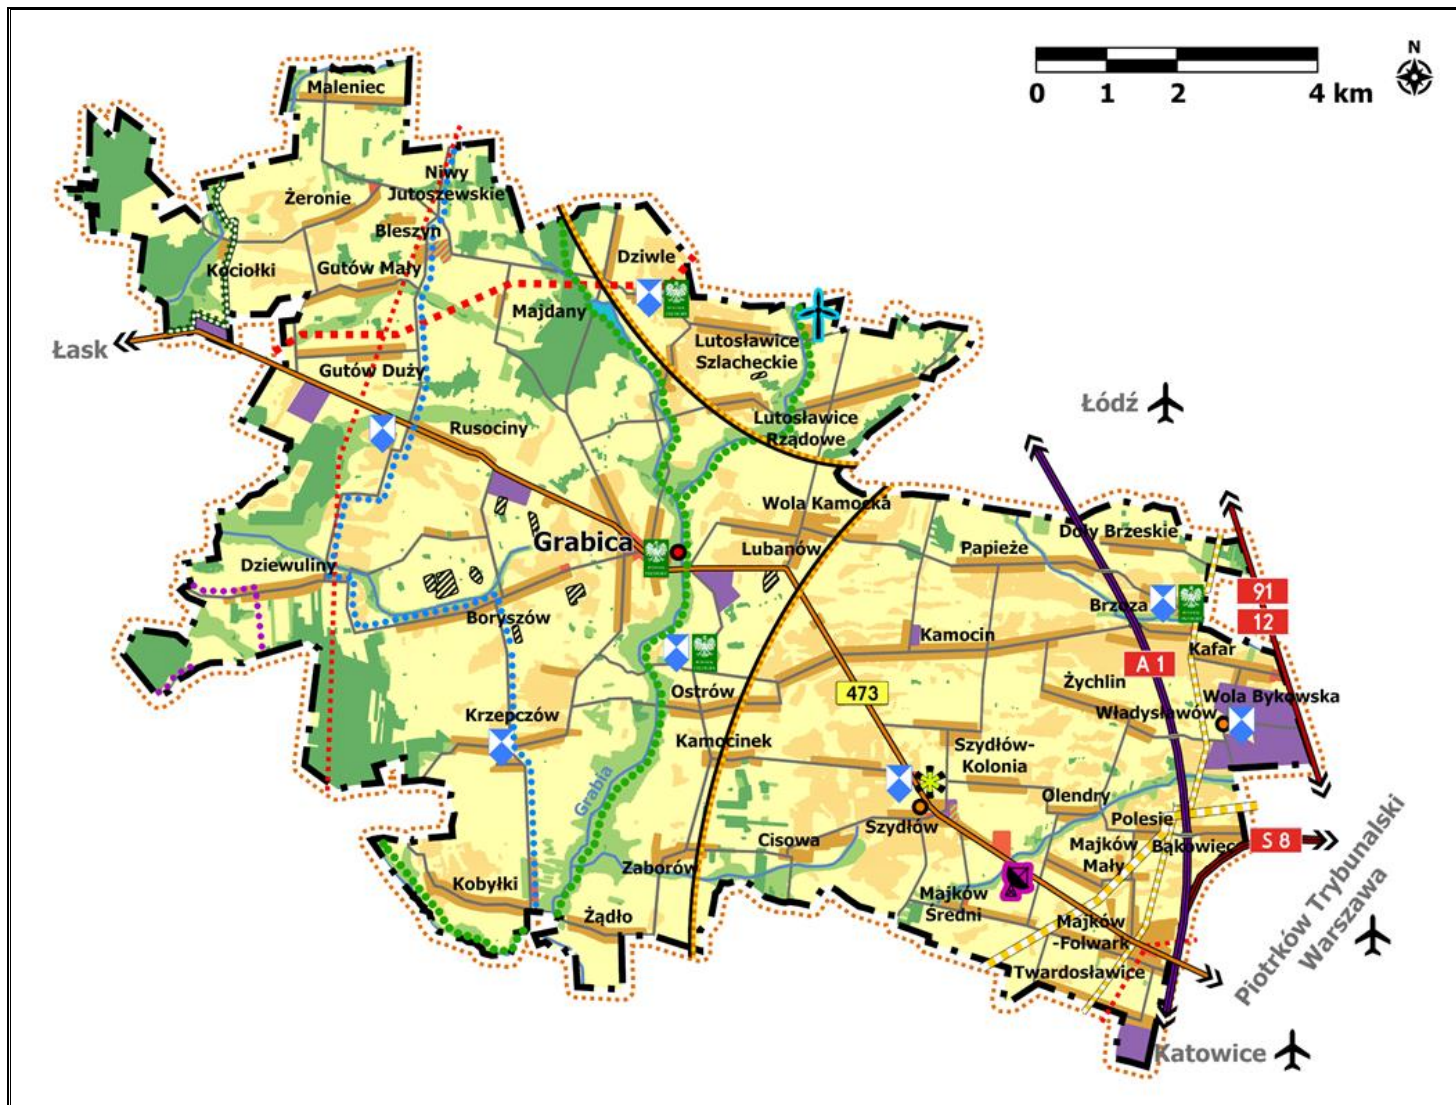 N
0 1 2 4 km
Maleniec
Niwy
Jutoszewskie
Żeronie
Bleszyn
Dziwle
Kociołki
Gutów Mały
Majdany
Lutosławice
Szlacheckie
Łask
Gutów Duży
Łódź
Rusociny
Lutosławice
Rządowe
Wola Kamocka
Doły Brzeskie
Grabica
Lubanów
Papieże
Dziewuliny
91
Brzoza
12
Boryszów
Kamocin
Kafar
A 1
Żychlin
Ostrów
473
Wola Bykowska
Krzepczów
Władysławów
Kamocinek
Szydłów-
Kolonia
Grabia
Olendry
Polesie
Szydłów
Cisowa
Majków
Mały
Bąkowiec
S 8
Zaborów
Kobyłki
Majków
Średni
Żądło
Majków
-Folwark
Twardosławice
Piotrków Trybunalski
Warszawa
Katowice